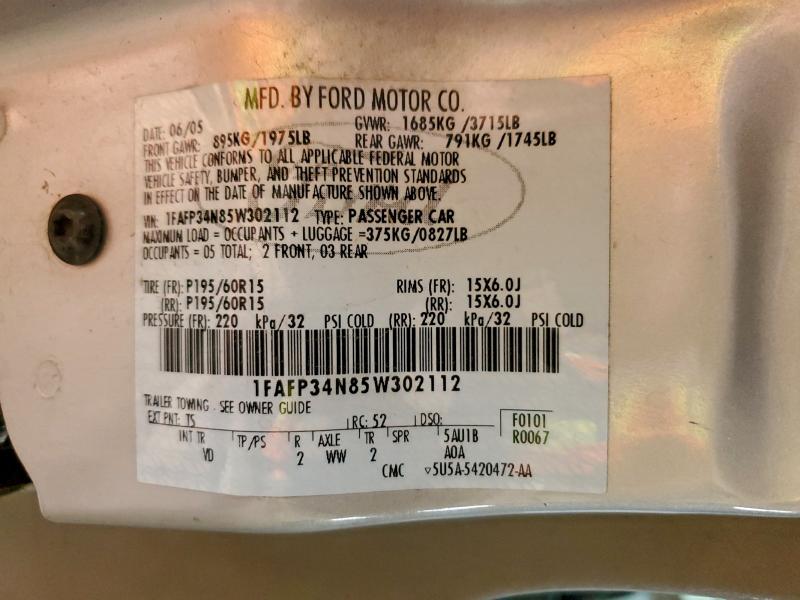 MFD. BY FORD MOTOR CO.
DATE: 06/05 GVWR: 1685KG /3715LB
FRONT GAWR: 895KG/1975LB REAR GAWR: 791KG /1745LB
THIS VEHICLE CONFORMS TO ALL APPLICABLE FEDERAL MOTOR
VEHICLE SAFETY, BUMPER, AND THEFT PREVENTION STANDARDS
IN EFFECT ON THE DATE OF MANUFACTURE SHOWN ABOVE.
VIN: 1FAFP34N85W302112 TYPE: PASSENGER CAR
MAXIMUM LOAD = OCCUPANTS + LUGGAGE =375KG/0827LB
OCCUPANTS = 05 TOTAL; 2 FRONT, 03 REAR
TIRE (FR): P195/60R15 RIMS (FR): 15X6.0J
(RR): P195/60R15 (RR): 15X6.0J
PRESSURE (FR): 220 kPa/32 PSI COLD (RR): 220 kPa/32 PSI COLD
1FAFP34N85W302112
TRAILER TOWING - SEE OWNER GUIDE
EXT PNT: TS RC: 52 DSO: F0101
INT TR TP/PS R AXLE TR SPR 5AU1B R0067
VD 2 WW 2 AOA
CMC ▽5U5A-5420472-AA